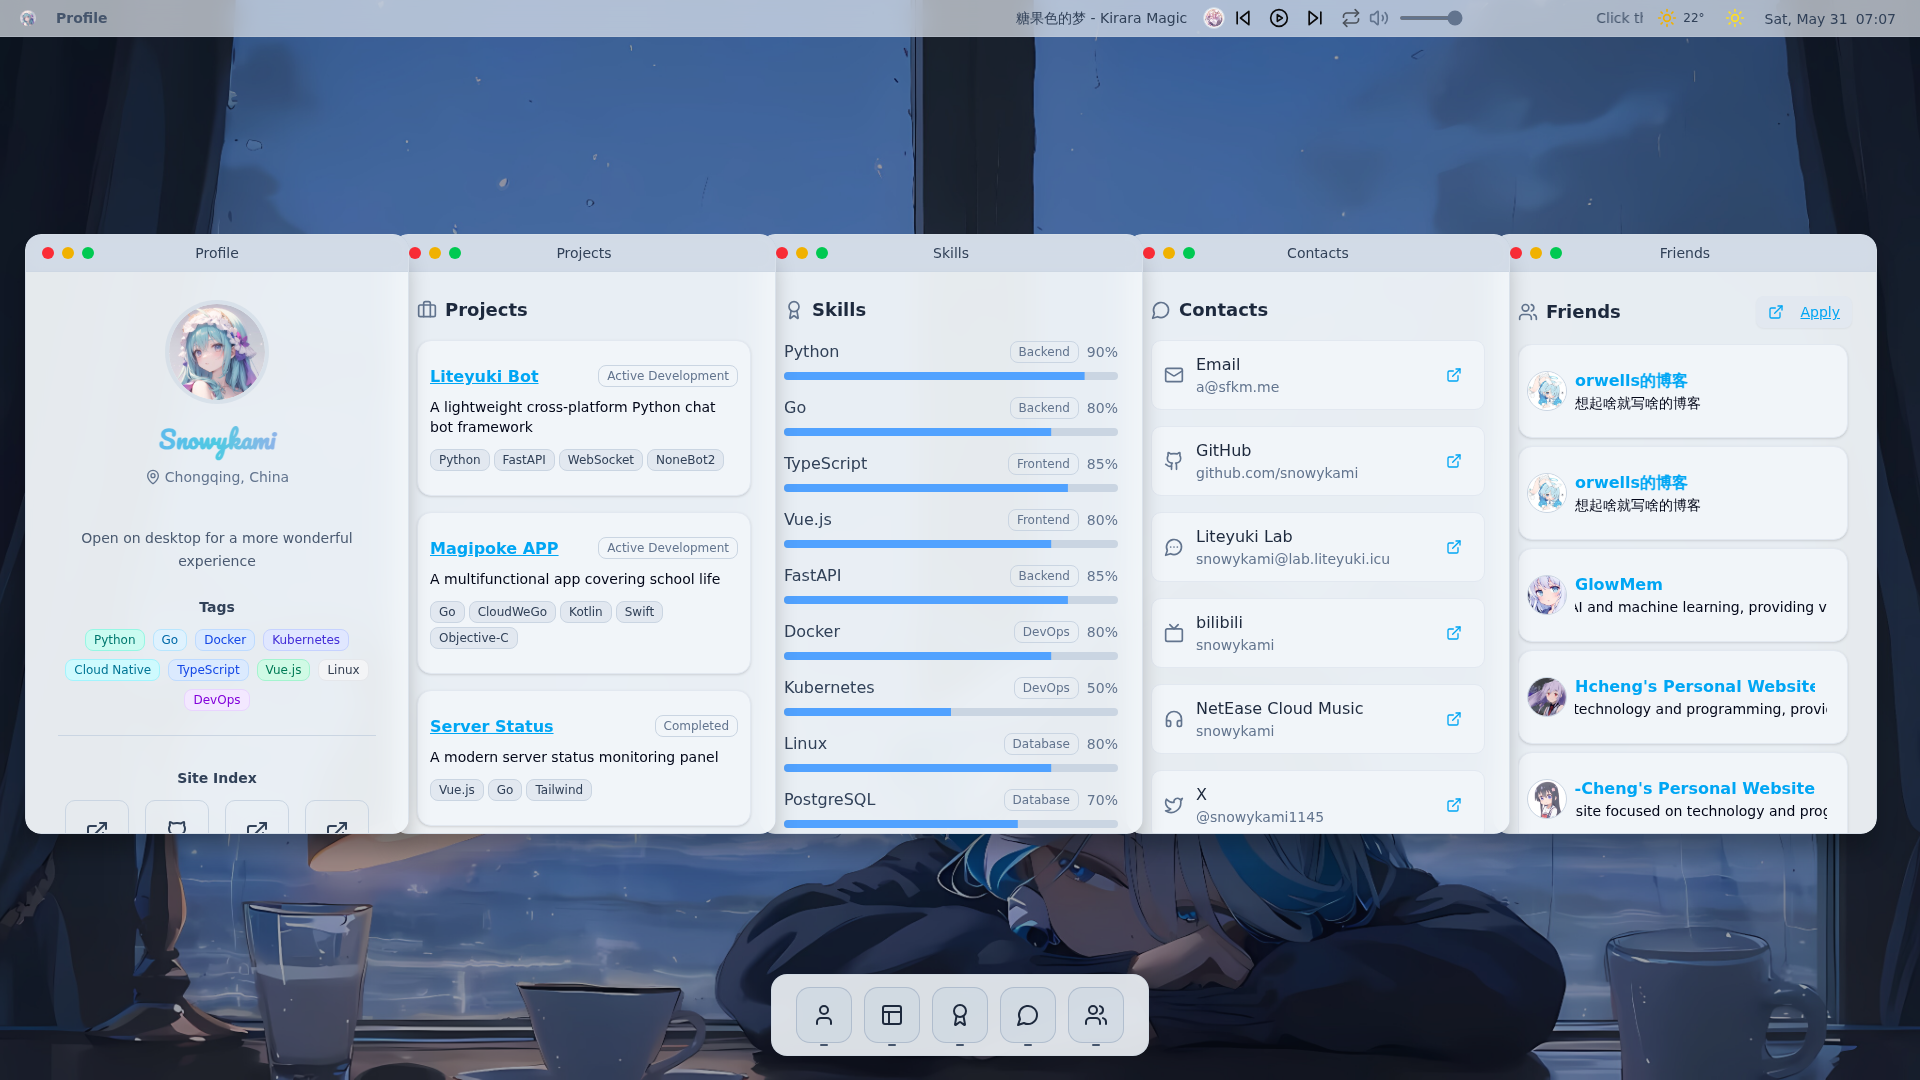 Profile
糖果色的梦 - Kirara Magic
Click th
22°
Sat, May 31 07:07
Profile
Snowykami
Chongqing, China
Open on desktop for a more wonderful
experience
Tags
Python Go Docker Kubernetes
Cloud Native TypeScript Vue.js Linux
DevOps
Site Index
Projects
Projects
Liteyuki Bot
Active Development
A lightweight cross-platform Python chat
bot framework
Python FastAPI WebSocket NoneBot2
Magipoke APP
Active Development
A multifunctional app covering school life
Go CloudWeGo Kotlin Swift
Objective-C
Server Status
Completed
A modern server status monitoring panel
Vue.js Go Tailwind
Skills
Skills
Python Backend 90%
Go Backend 80%
TypeScript Frontend 85%
Vue.js Frontend 80%
FastAPI Backend 85%
Docker DevOps 80%
Kubernetes DevOps 50%
Linux Database 80%
PostgreSQL Database 70%
Contacts
Contacts
Email
a@sfkm.me
GitHub
github.com/snowykami
Liteyuki Lab
snowykami@lab.liteyuki.icu
bilibili
snowykami
NetEase Cloud Music
snowykami
X
@snowykami1145
Friends
Friends
Apply
orwells的博客
想起啥就写啥的博客
orwells的博客
想起啥就写啥的博客
GlowMem
AI and machine learning, providing v
Hcheng's Personal Website
technology and programming, provi
-Cheng's Personal Website
site focused on technology and prog